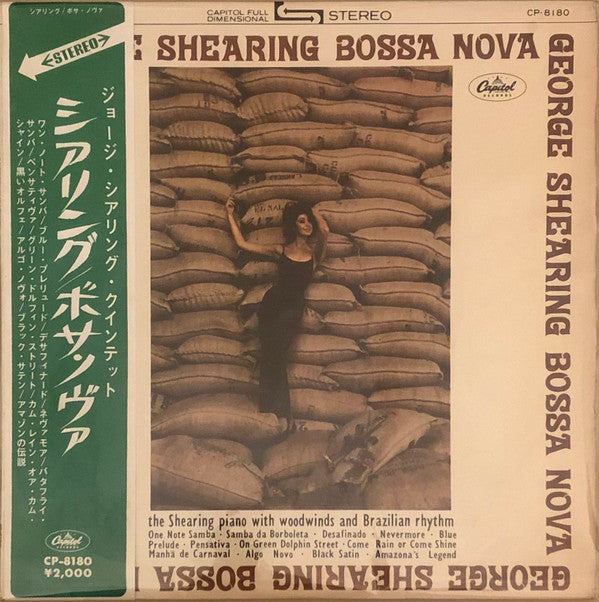 シアリング/ボサ・ノヴァ
STEREO
ジョージ・シアリング・クインテット
シアリング/ボサノヴァ
ワン・ノート・サンバ/ブルー・プレリュード/デサフィナード/ネヴァモア/バタフライ・
サンバ/ペンサティヴァ/グリーン・ドルフィン・ストリート/カム・レイン・オア・カム・
シャイン/黒いオルフェ/アルゴ・ノヴォ/ブラック・サテン/アマゾンの伝説
Capitol
CP-8180
¥2,000
CAPITOL FULL DIMENSIONAL STEREO
CP-8180
E SHEARING BOSSA NOVA
GEORGE SHEARING BOSSA NOVA
Capitol
RECORDS
the Shearing piano with woodwinds and Brazilian rhythm
One Note Samba · Samba da Borboleta · Desafinado · Nevermore · Blue
Prelude · Pensativa · On Green Dolphin Street · Come Rain or Come Shine
Manhã de Carnaval · Algo Novo · Black Satin · Amazona's Legend
GEORGE SHEARING BOSSA